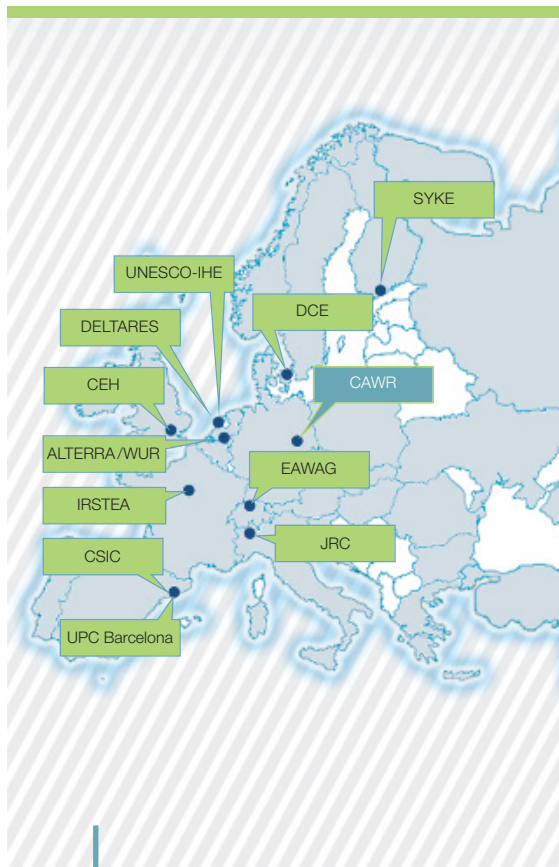 SYKE
UNESCO-IHE
DCE
DELTARES
CEH
CAWR
ALTERRA/WUR
EAWAG
IRSTEA
JRC
CSIC
UPC Barcelona